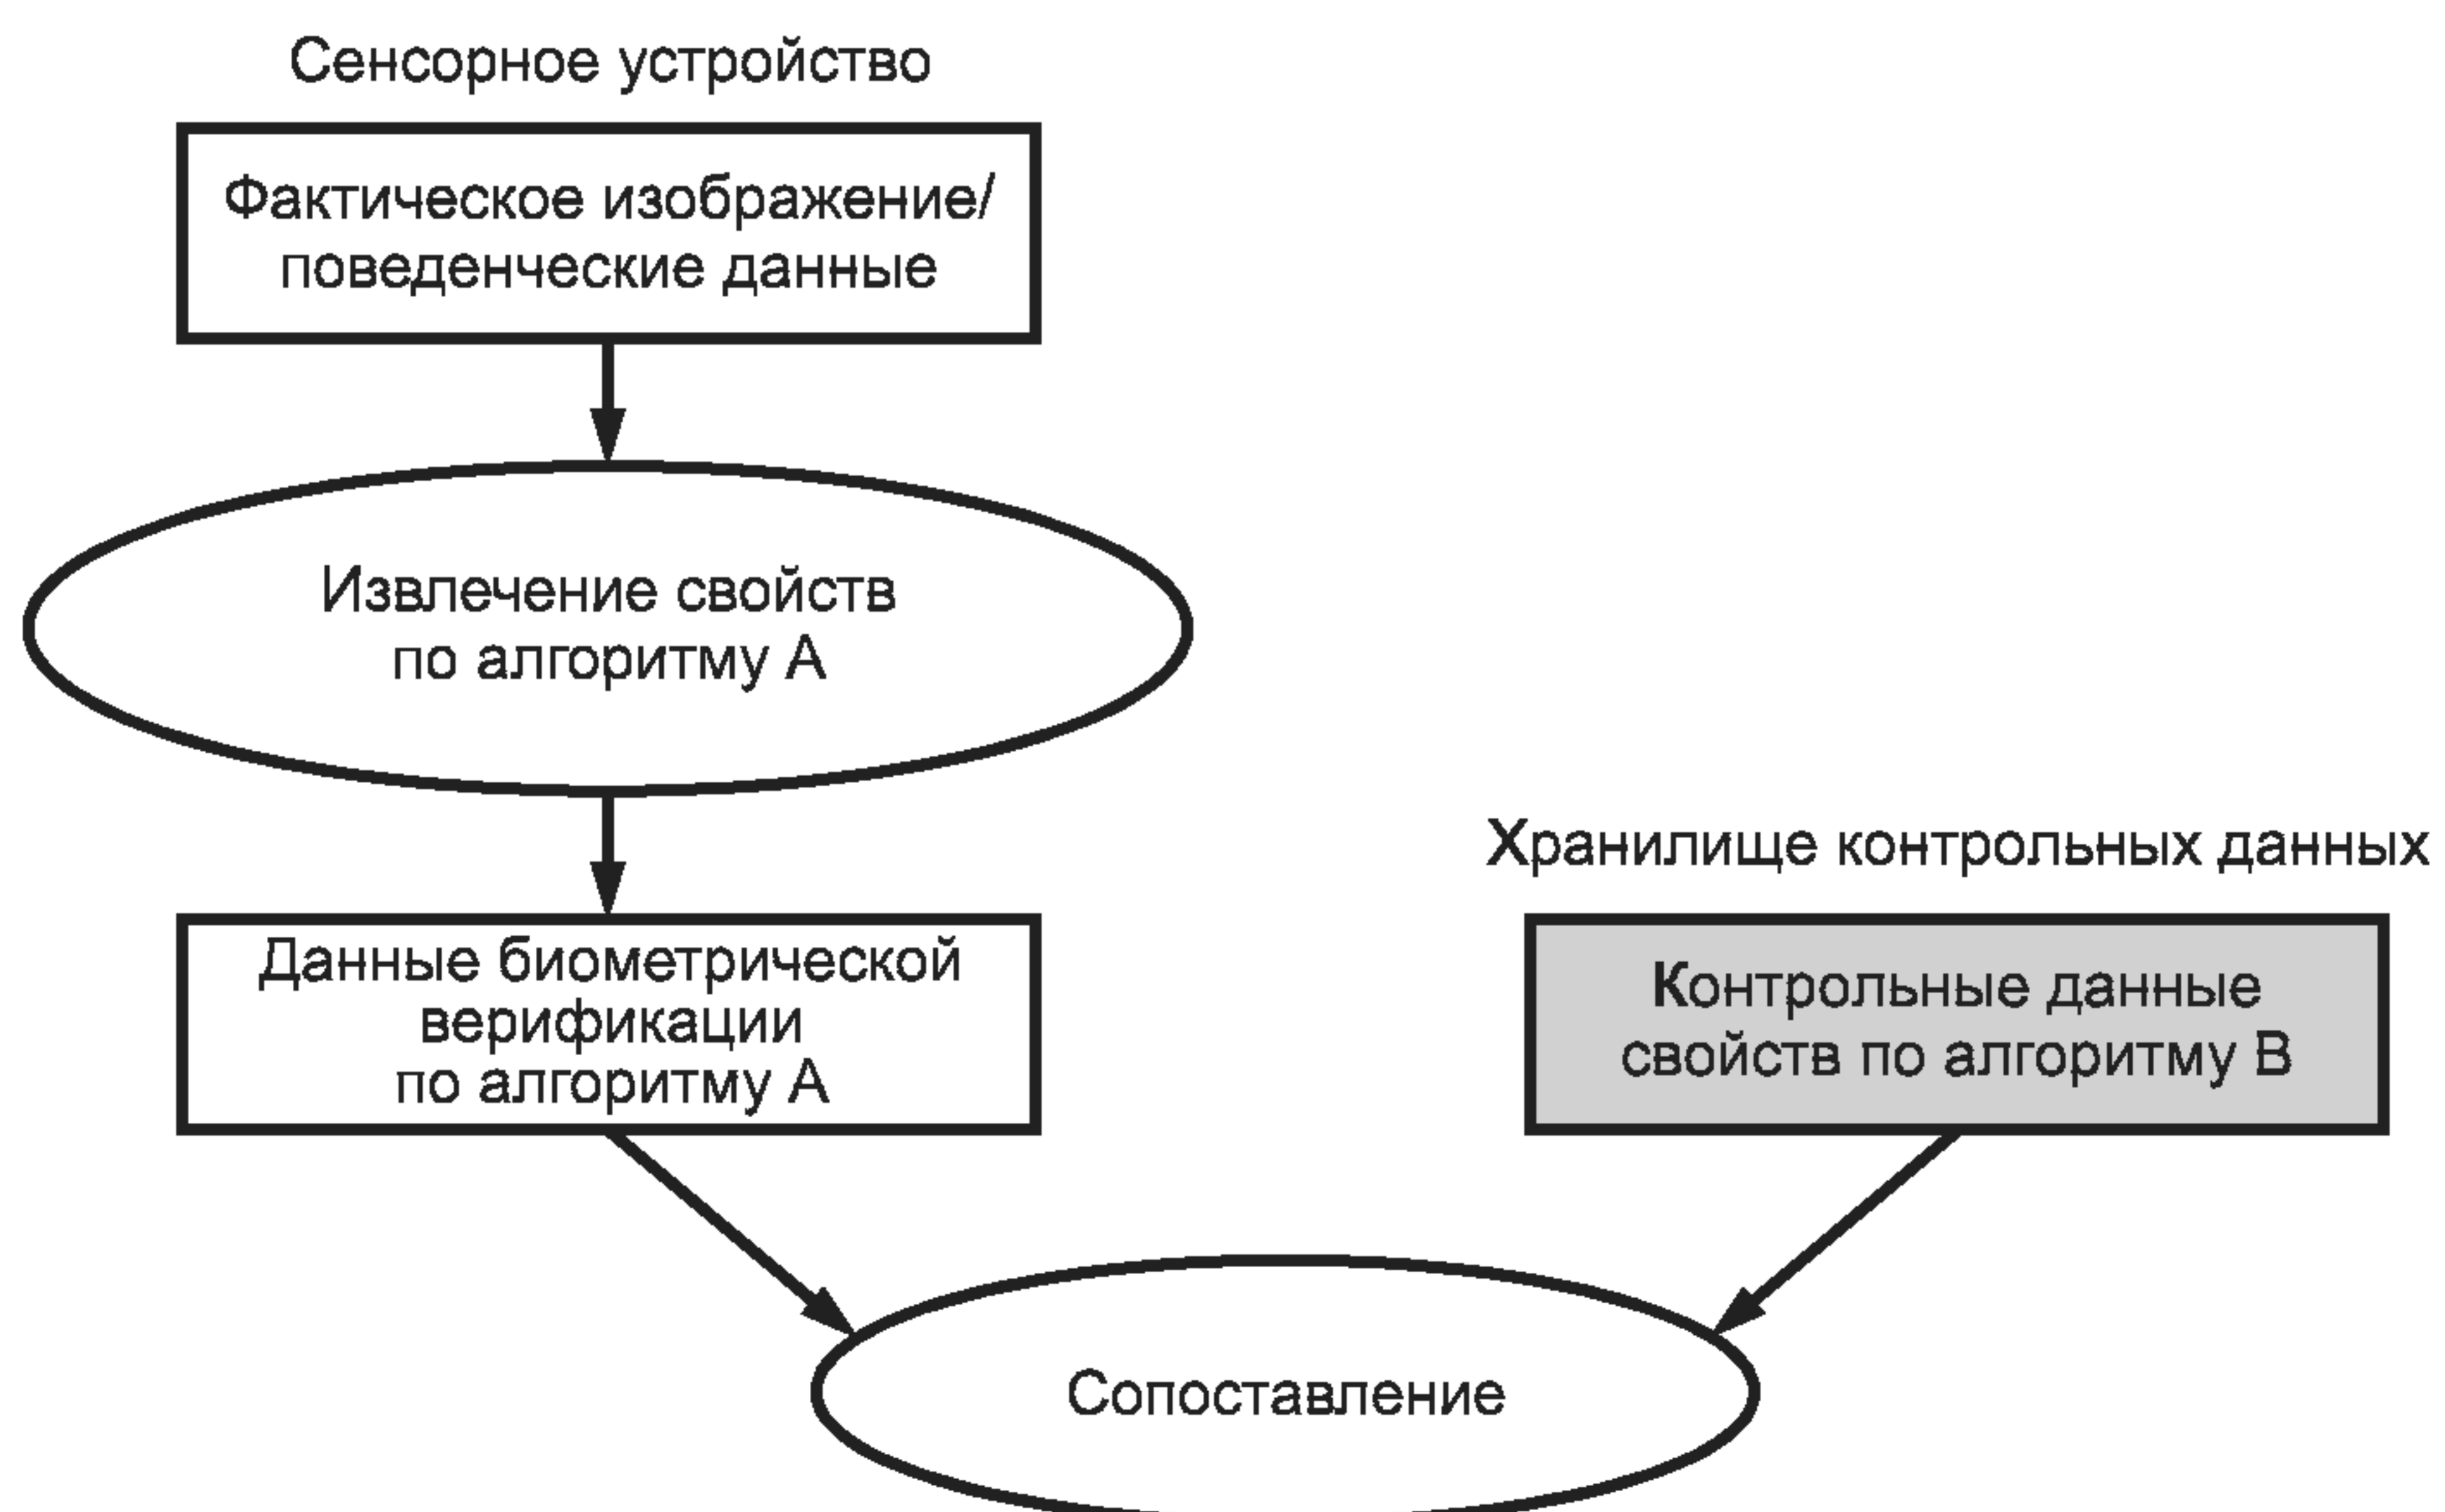 Сенсорное устройство
Фактическое изображение/
поведенческие данные
Извлечение свойств
по алгоритму А
Данные биометрической
верификации
по алгоритму А
Хранилище контрольных данных
Контрольные данные
свойств по алгоритму В
Сопоставление